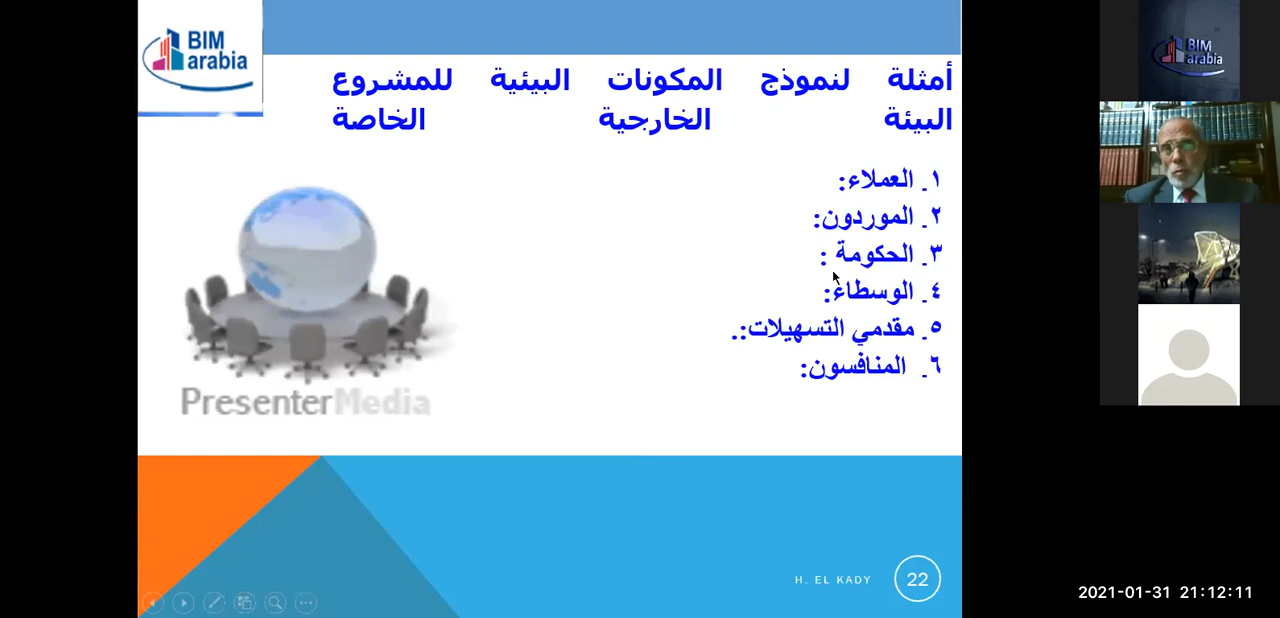 BIM
arabia
أمثلة لنموذج المكونات البيئية للمشروع
البيئة الخارجية الخاصة
١. العملاء:
٢. الموردون:
٣. الحكومة :
٤. الوسطاء:
٥. مقدمي التسهيلات:.
٦. المنافسون:
PresenterMedia
H. EL KADY
22
BIM
arabia
2021-01-31 21:12:11